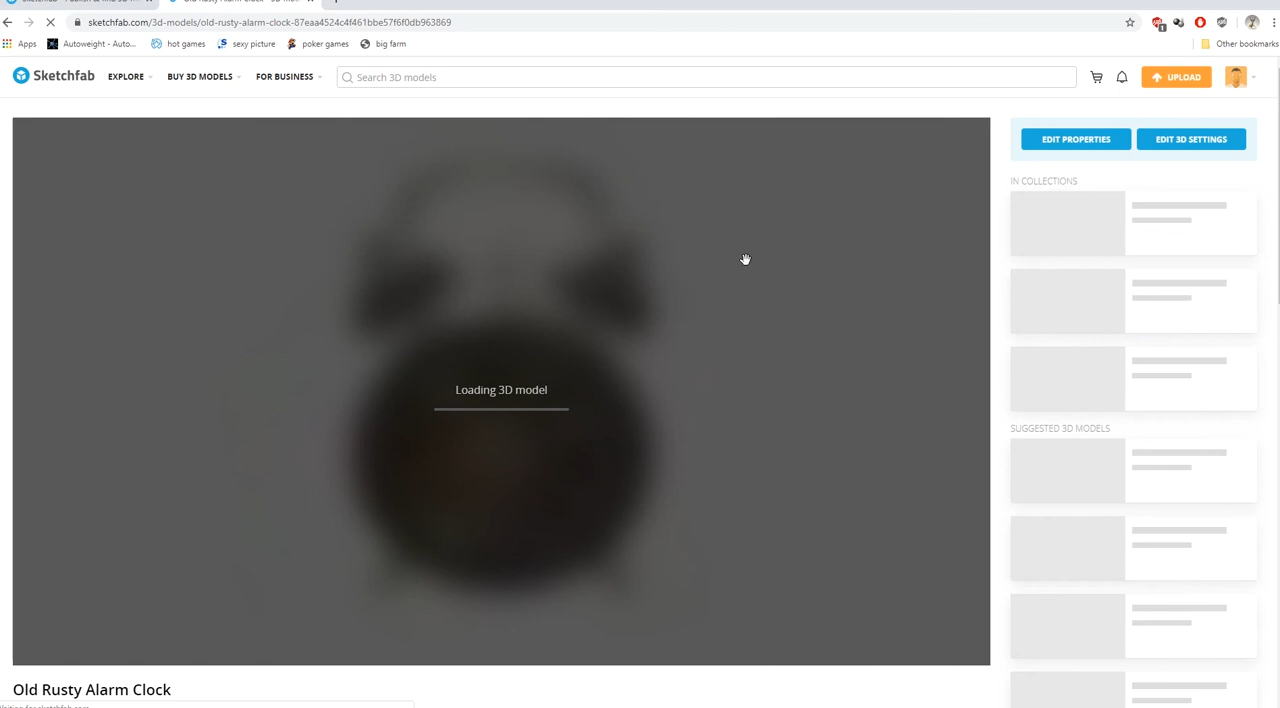 sketchfab.com/3d-models/old-rusty-alarm-clock-87eaa4524c4f461bbe57f6f0db963869
Apps Autoweight - Auto... hot games sexy picture poker games big farm Other bookmarks
Sketchfab EXPLORE BUY 3D MODELS FOR BUSINESS Search 3D models UPLOAD
EDIT PROPERTIES EDIT 3D SETTINGS
IN COLLECTIONS
Loading 3D model
SUGGESTED 3D MODELS
Old Rusty Alarm Clock